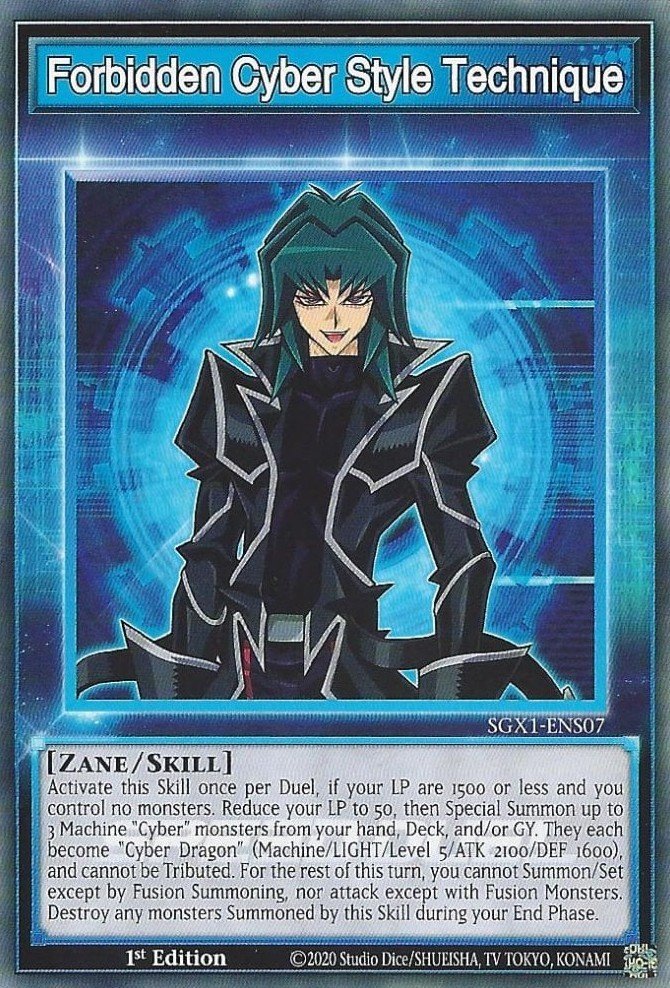 Forbidden Cyber Style Technique
SGX1-ENS07
[ZANE/SKILL]
Activate this Skill once per Duel, if your LP are 1500 or less and you
control no monsters. Reduce your LP to 50, then Special Summon up to
3 Machine "Cyber" monsters from your hand, Deck, and/or GY. They each
become "Cyber Dragon" (Machine/LIGHT/Level 5/ATK 2100/DEF 1600),
and cannot be Tributed. For the rest of this turn, you cannot Summon/Set
except by Fusion Summoning, nor attack except with Fusion Monsters.
Destroy any monsters Summoned by this Skill during your End Phase.
1st Edition
©2020 Studio Dice/SHUEISHA, TV TOKYO, KONAMI